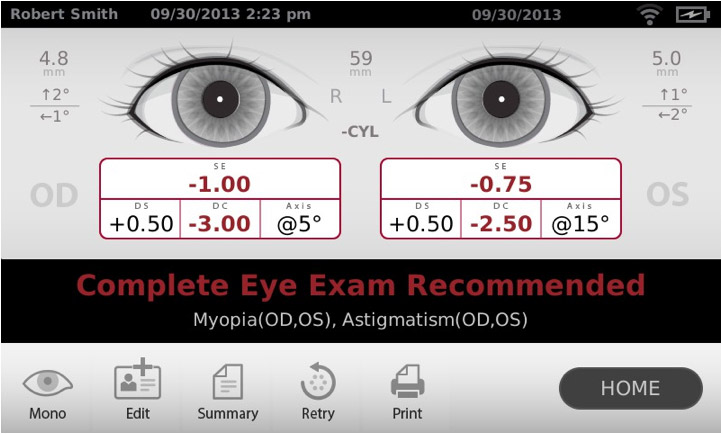 Robert Smith 09/30/2013 2:23 pm 09/30/2013
4.8 59 5.0
mm mm mm
↑2° R L ↑1°
←1° ←2°
-CYL
OD SE SE OS
-1.00 -0.75
DS DC Axis DS DC Axis
+0.50 -3.00 @5° +0.50 -2.50 @15°
Complete Eye Exam Recommended
Myopia(OD,OS), Astigmatism(OD,OS)
Mono Edit Summary Retry Print HOME